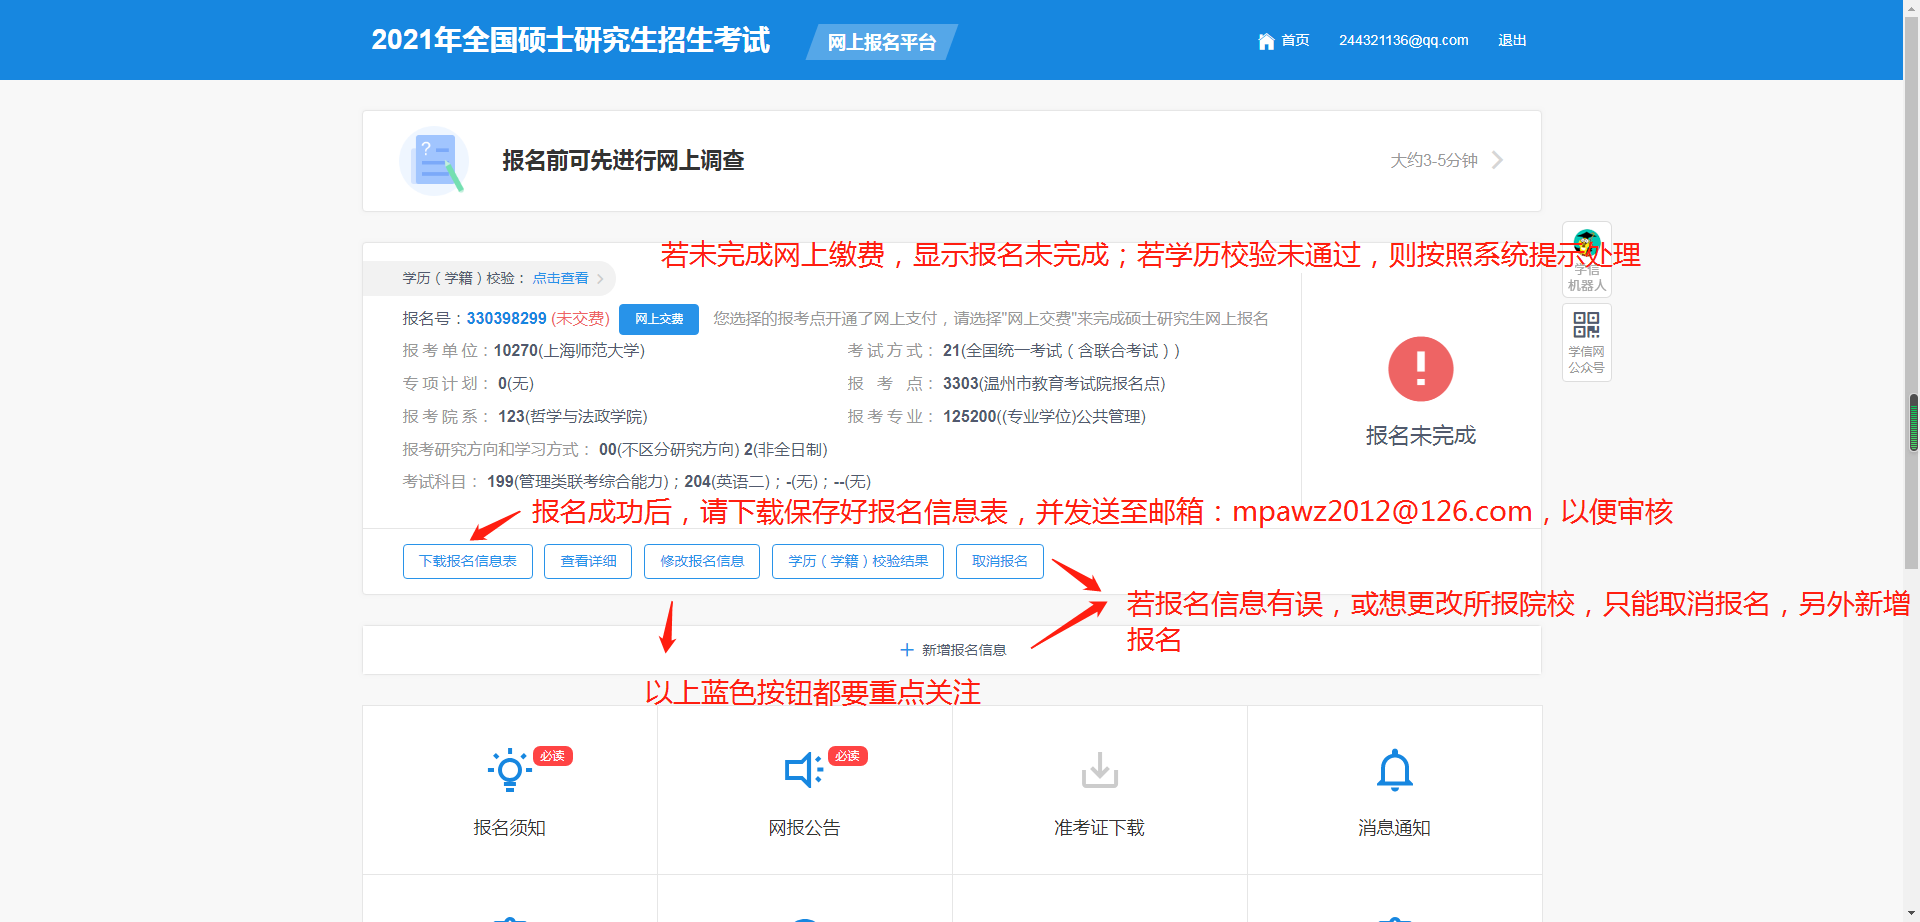 2021年全国硕士研究生招生考试 网上报名平台 首页 244321136@qq.com 退出
报名前可先进行网上调查 大约3-5分钟
若未完成网上缴费，显示报名未完成；若学历校验未通过，则按照系统提示处理
学信
机器人
学历（学籍）校验： 点击查看
报名号：330398299 (未交费) 网上交费 您选择的报考点开通了网上支付，请选择"网上交费"来完成硕士研究生网上报名
报考单位：10270(上海师范大学) 考试方式：21(全国统一考试（含联合考试）)
学信网
公众号
专项计划：0(无) 报考点：3303(温州市教育考试院报名点)
报考院系：123(哲学与法政学院) 报考专业：125200((专业学位)公共管理)
报名未完成
报考研究方向和学习方式：00(不区分研究方向) 2(非全日制)
考试科目：199(管理类联考综合能力)；204(英语二)；-(无)；--(无)
报名成功后，请下载保存好报名信息表，并发送至邮箱：mpawz2012@126.com，以便审核
下载报名信息表 查看详细 修改报名信息 学历（学籍）校验结果 取消报名
若报名信息有误，或想更改所报院校，只能取消报名，另外新增
报名
新增报名信息
以上蓝色按钮都要重点关注
必读 必读
报名须知 网报公告 准考证下载 消息通知